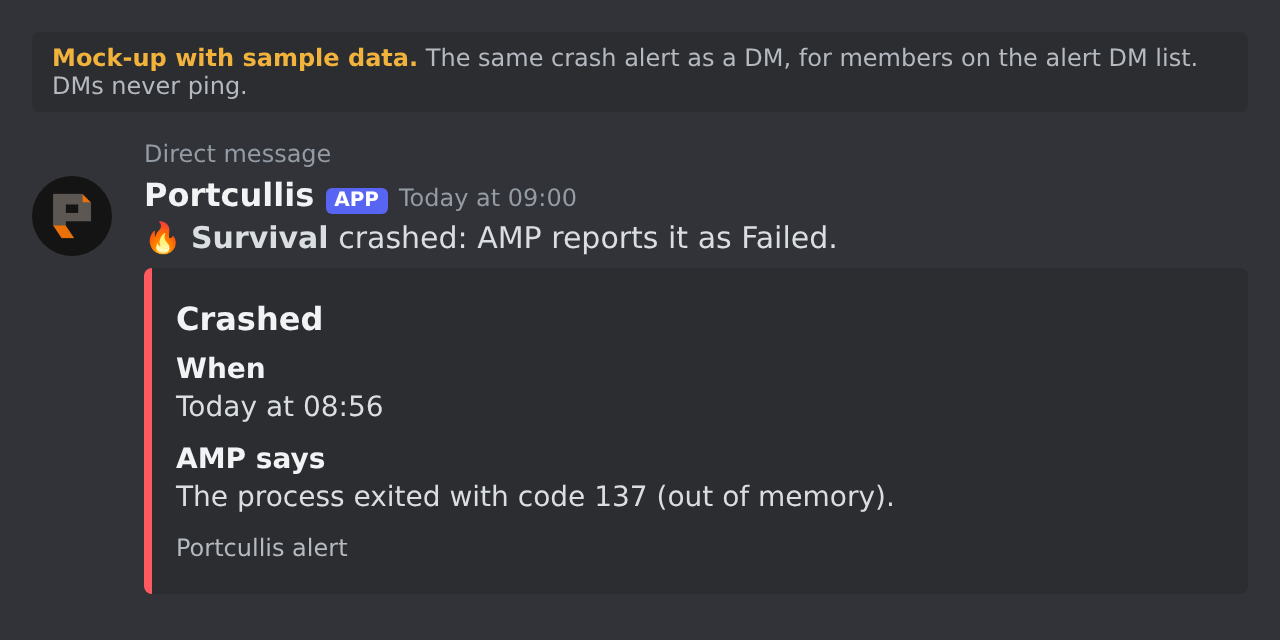 Mock-up with sample data. The same crash alert as a DM, for members on the alert DM list.
DMs never ping.
Direct message
Portcullis APP Today at 09:00
🔥 Survival crashed: AMP reports it as Failed.
Crashed
When
Today at 08:56
AMP says
The process exited with code 137 (out of memory).
Portcullis alert